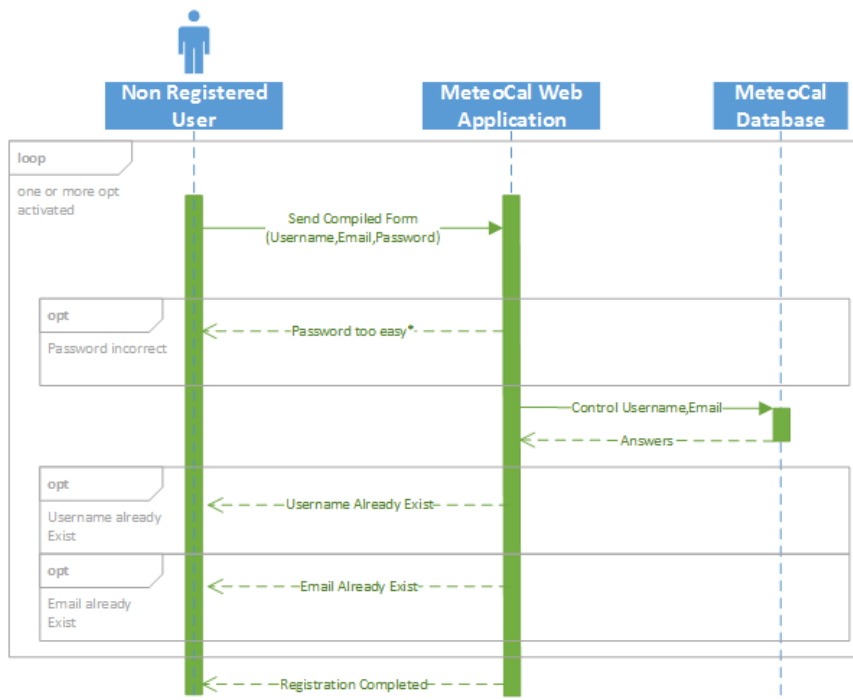 Non Registered
User
MeteoCal Web
Application
MeteoCal
Database
loop
one or more opt
activated
Send Compiled Form
(Username,Email,Password)
opt
Password incorrect
Password too easy*
Control Username,Email
Answers
opt
Username already
Exist
Username Already Exist
opt
Email already
Exist
Email Already Exist
Registration Completed